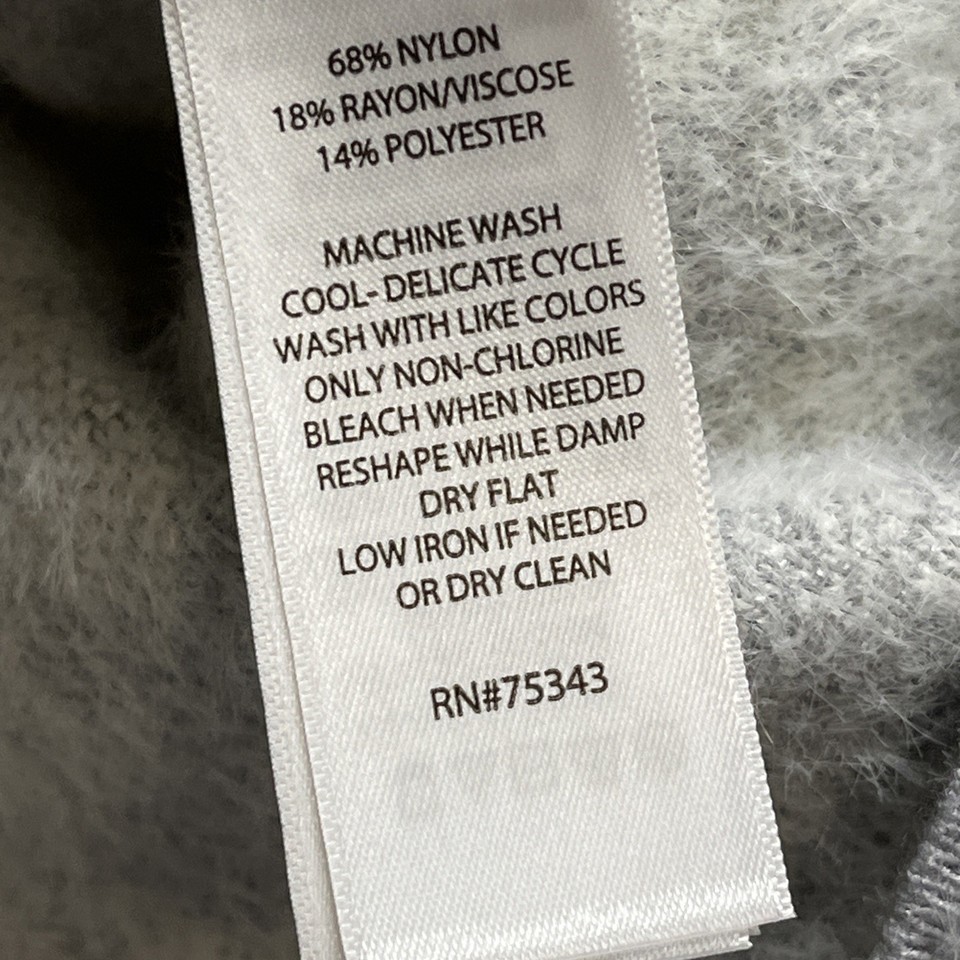 68% NYLON
18% RAYON/VISCOSE
14% POLYESTER
MACHINE WASH
COOL- DELICATE CYCLE
WASH WITH LIKE COLORS
ONLY NON-CHLORINE
BLEACH WHEN NEEDED
RESHAPE WHILE DAMP
DRY FLAT
LOW IRON IF NEEDED
OR DRY CLEAN
RN#75343